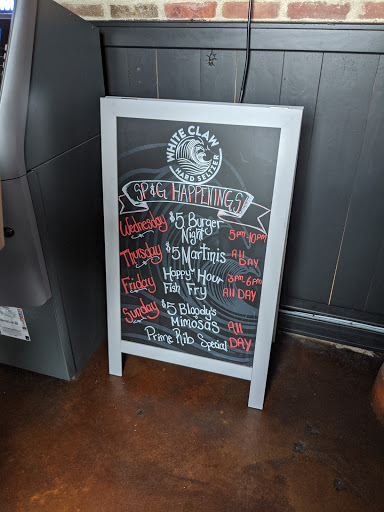 WHITE CLAW
HARD SELTZER
SP&G HAPPENINGS!
Wednesday $5 Burger Night 5pm-10pm
Thursday $5 Martinis All DAY
Friday Happy Hour 3pm-6pm
Fish Fry All DAY
Sunday $5 Bloody's & Mimosas All DAY
Prime Rib Special